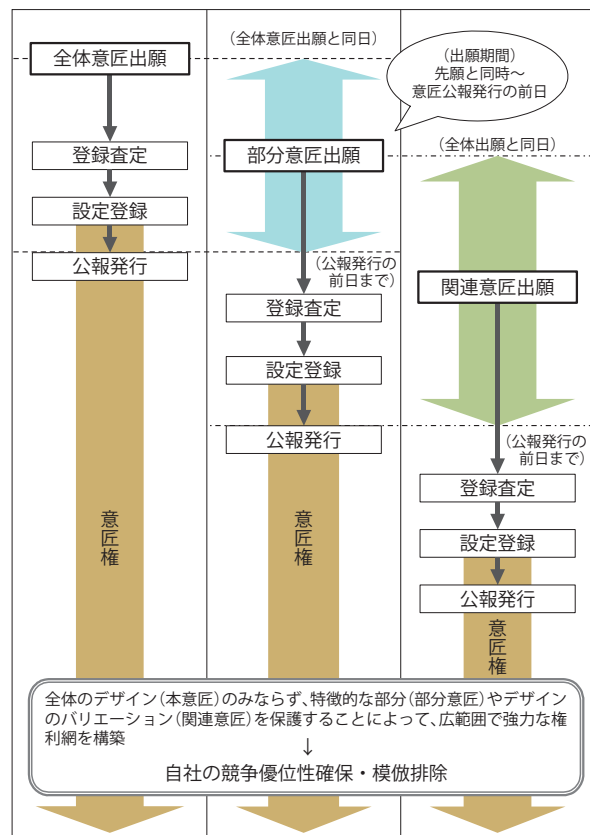 全体意匠出願
登録査定
設定登録
公報発行
意匠権
(全体意匠出願と同日)
部分意匠出願
(公報発行の
前日まで)
登録査定
設定登録
公報発行
意匠権
(出願期間)
先願と同時～
意匠公報発行の前日
(全体出願と同日)
関連意匠出願
(公報発行の
前日まで)
登録査定
設定登録
公報発行
意匠権
全体のデザイン(本意匠)のみならず、特徴的な部分(部分意匠)やデザイン
のバリエーション(関連意匠)を保護することによって、広範囲で強力な権
利網を構築
↓
自社の競争優位性確保・模倣排除